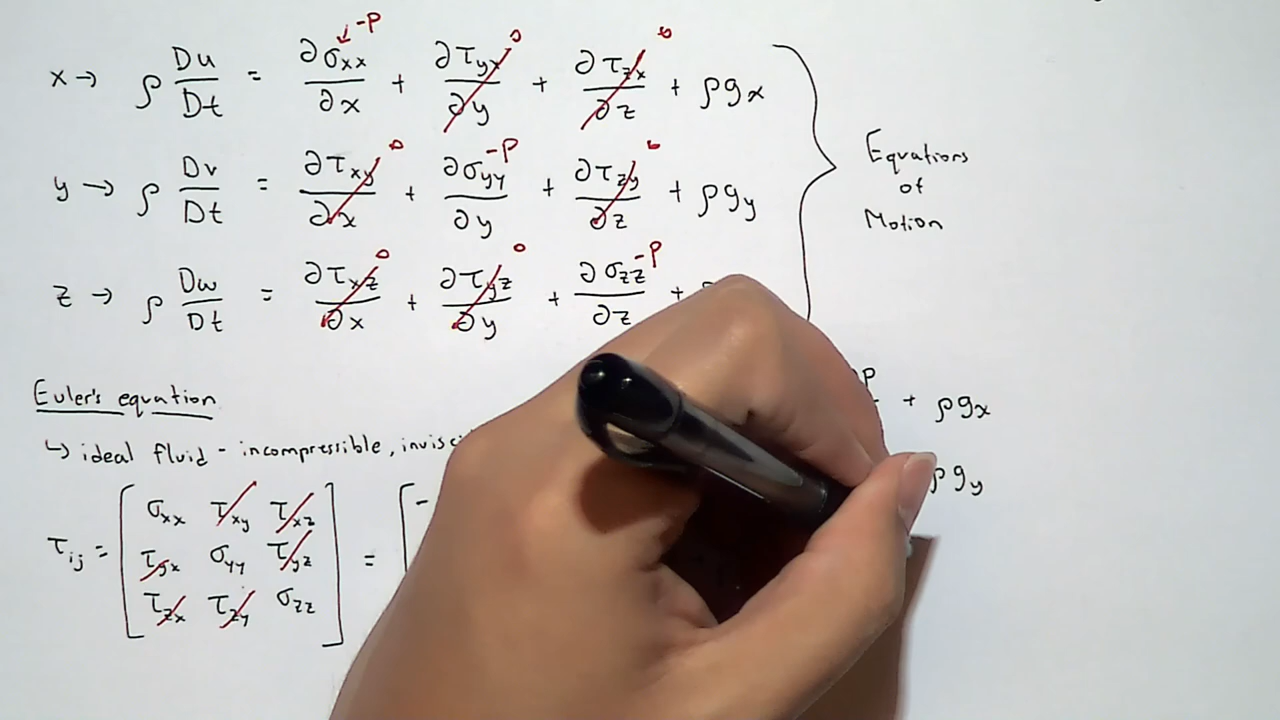 x → ρ Du/Dt = ∂σxx/∂x + ∂τyx/∂y + ∂τzx/∂z + ρgx
-P 0 0
y → ρ Dv/Dt = ∂τxy/∂x + ∂σyy/∂y + ∂τzy/∂z + ρgy
0 -P 0
z → ρ Dw/Dt = ∂τxz/∂x + ∂τyz/∂y + ∂σzz/∂z +
0 0 -P
Equations
of
Motion
Euler's equation
↳ ideal fluid - incompressible,
τij = [ σxx τxy τxz
τyx σyy τyz
τzx τzy σzz ] = [ -
P + ρgx
ρgy